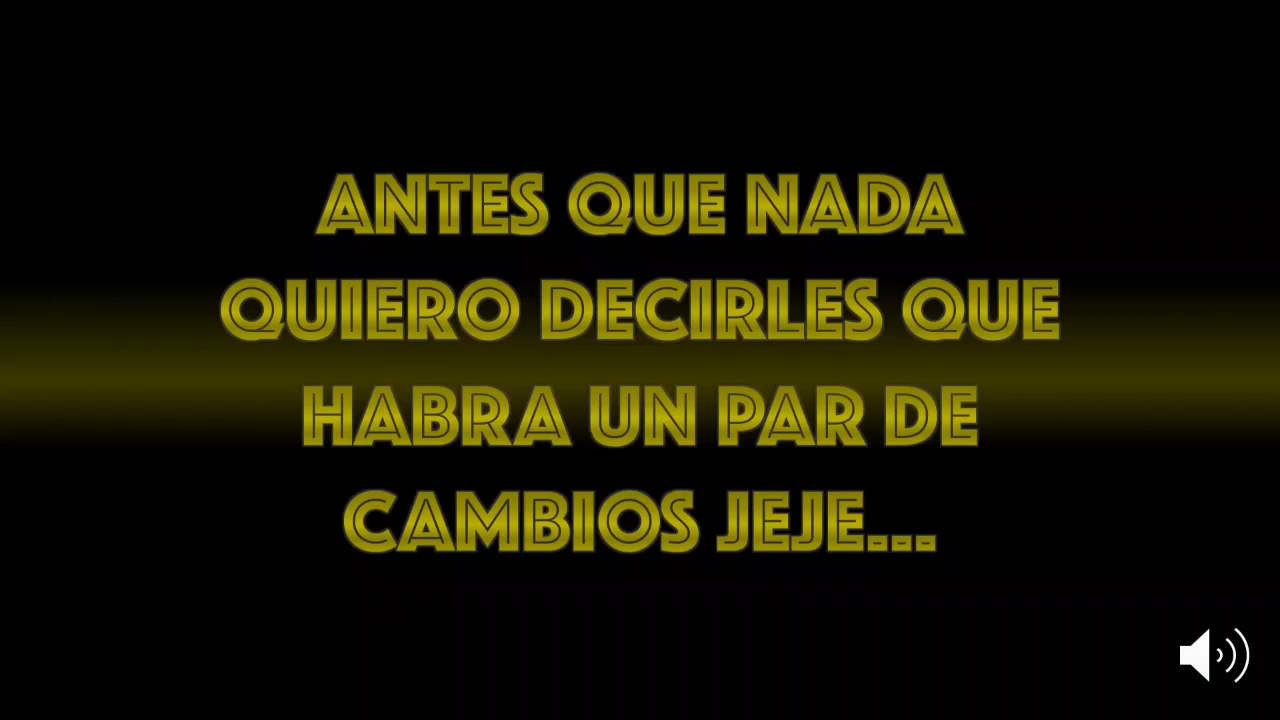 ANTES QUE NADA
QUIERO DECIRLES QUE
HABRA UN PAR DE
CAMBIOS JEJE...